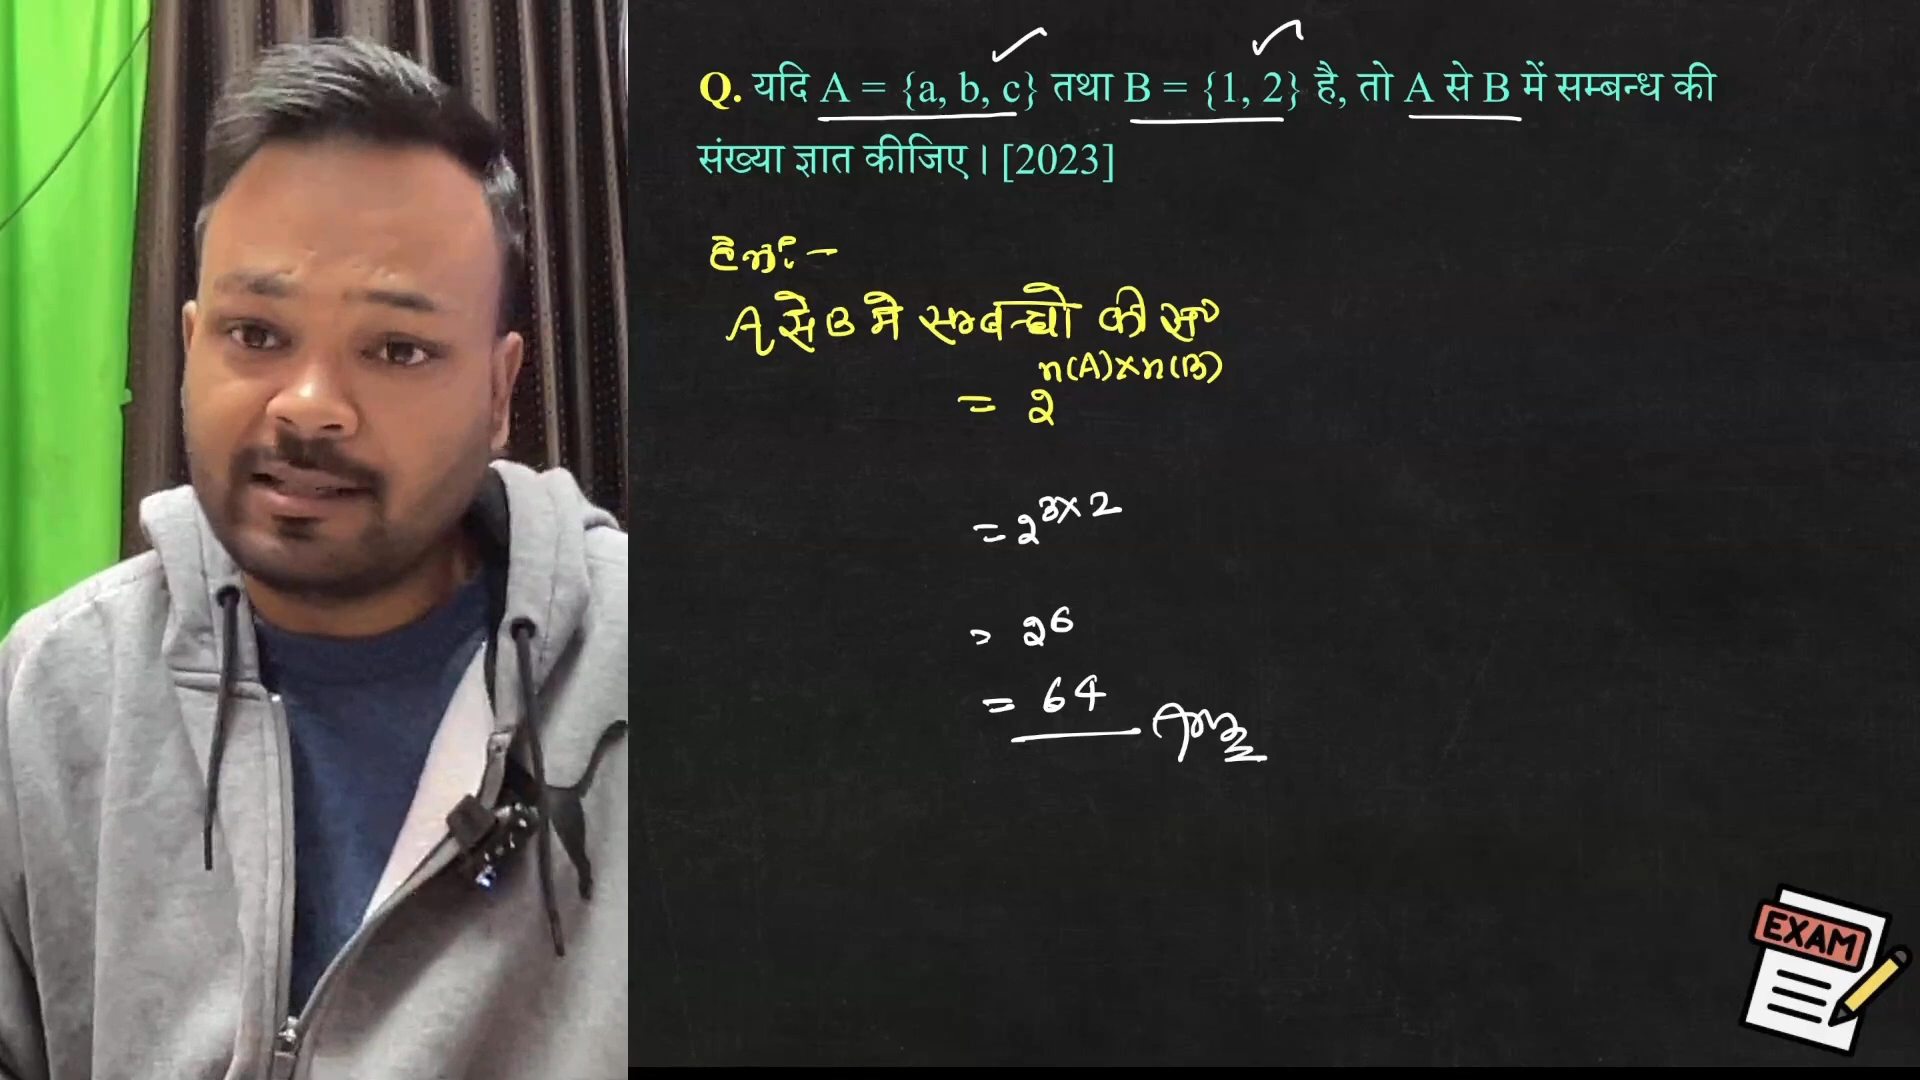 Q. यदि A = {a, b, c} तथा B = {1, 2} है, तो A से B में सम्बन्ध की
संख्या ज्ञात कीजिए। [2023]
हल:-
A से B में सम्बन्धो की सं०
= 2^{n(A)×n(B)}
= 2^{3×2}
= 2^6
= 64 Ans
EXAM